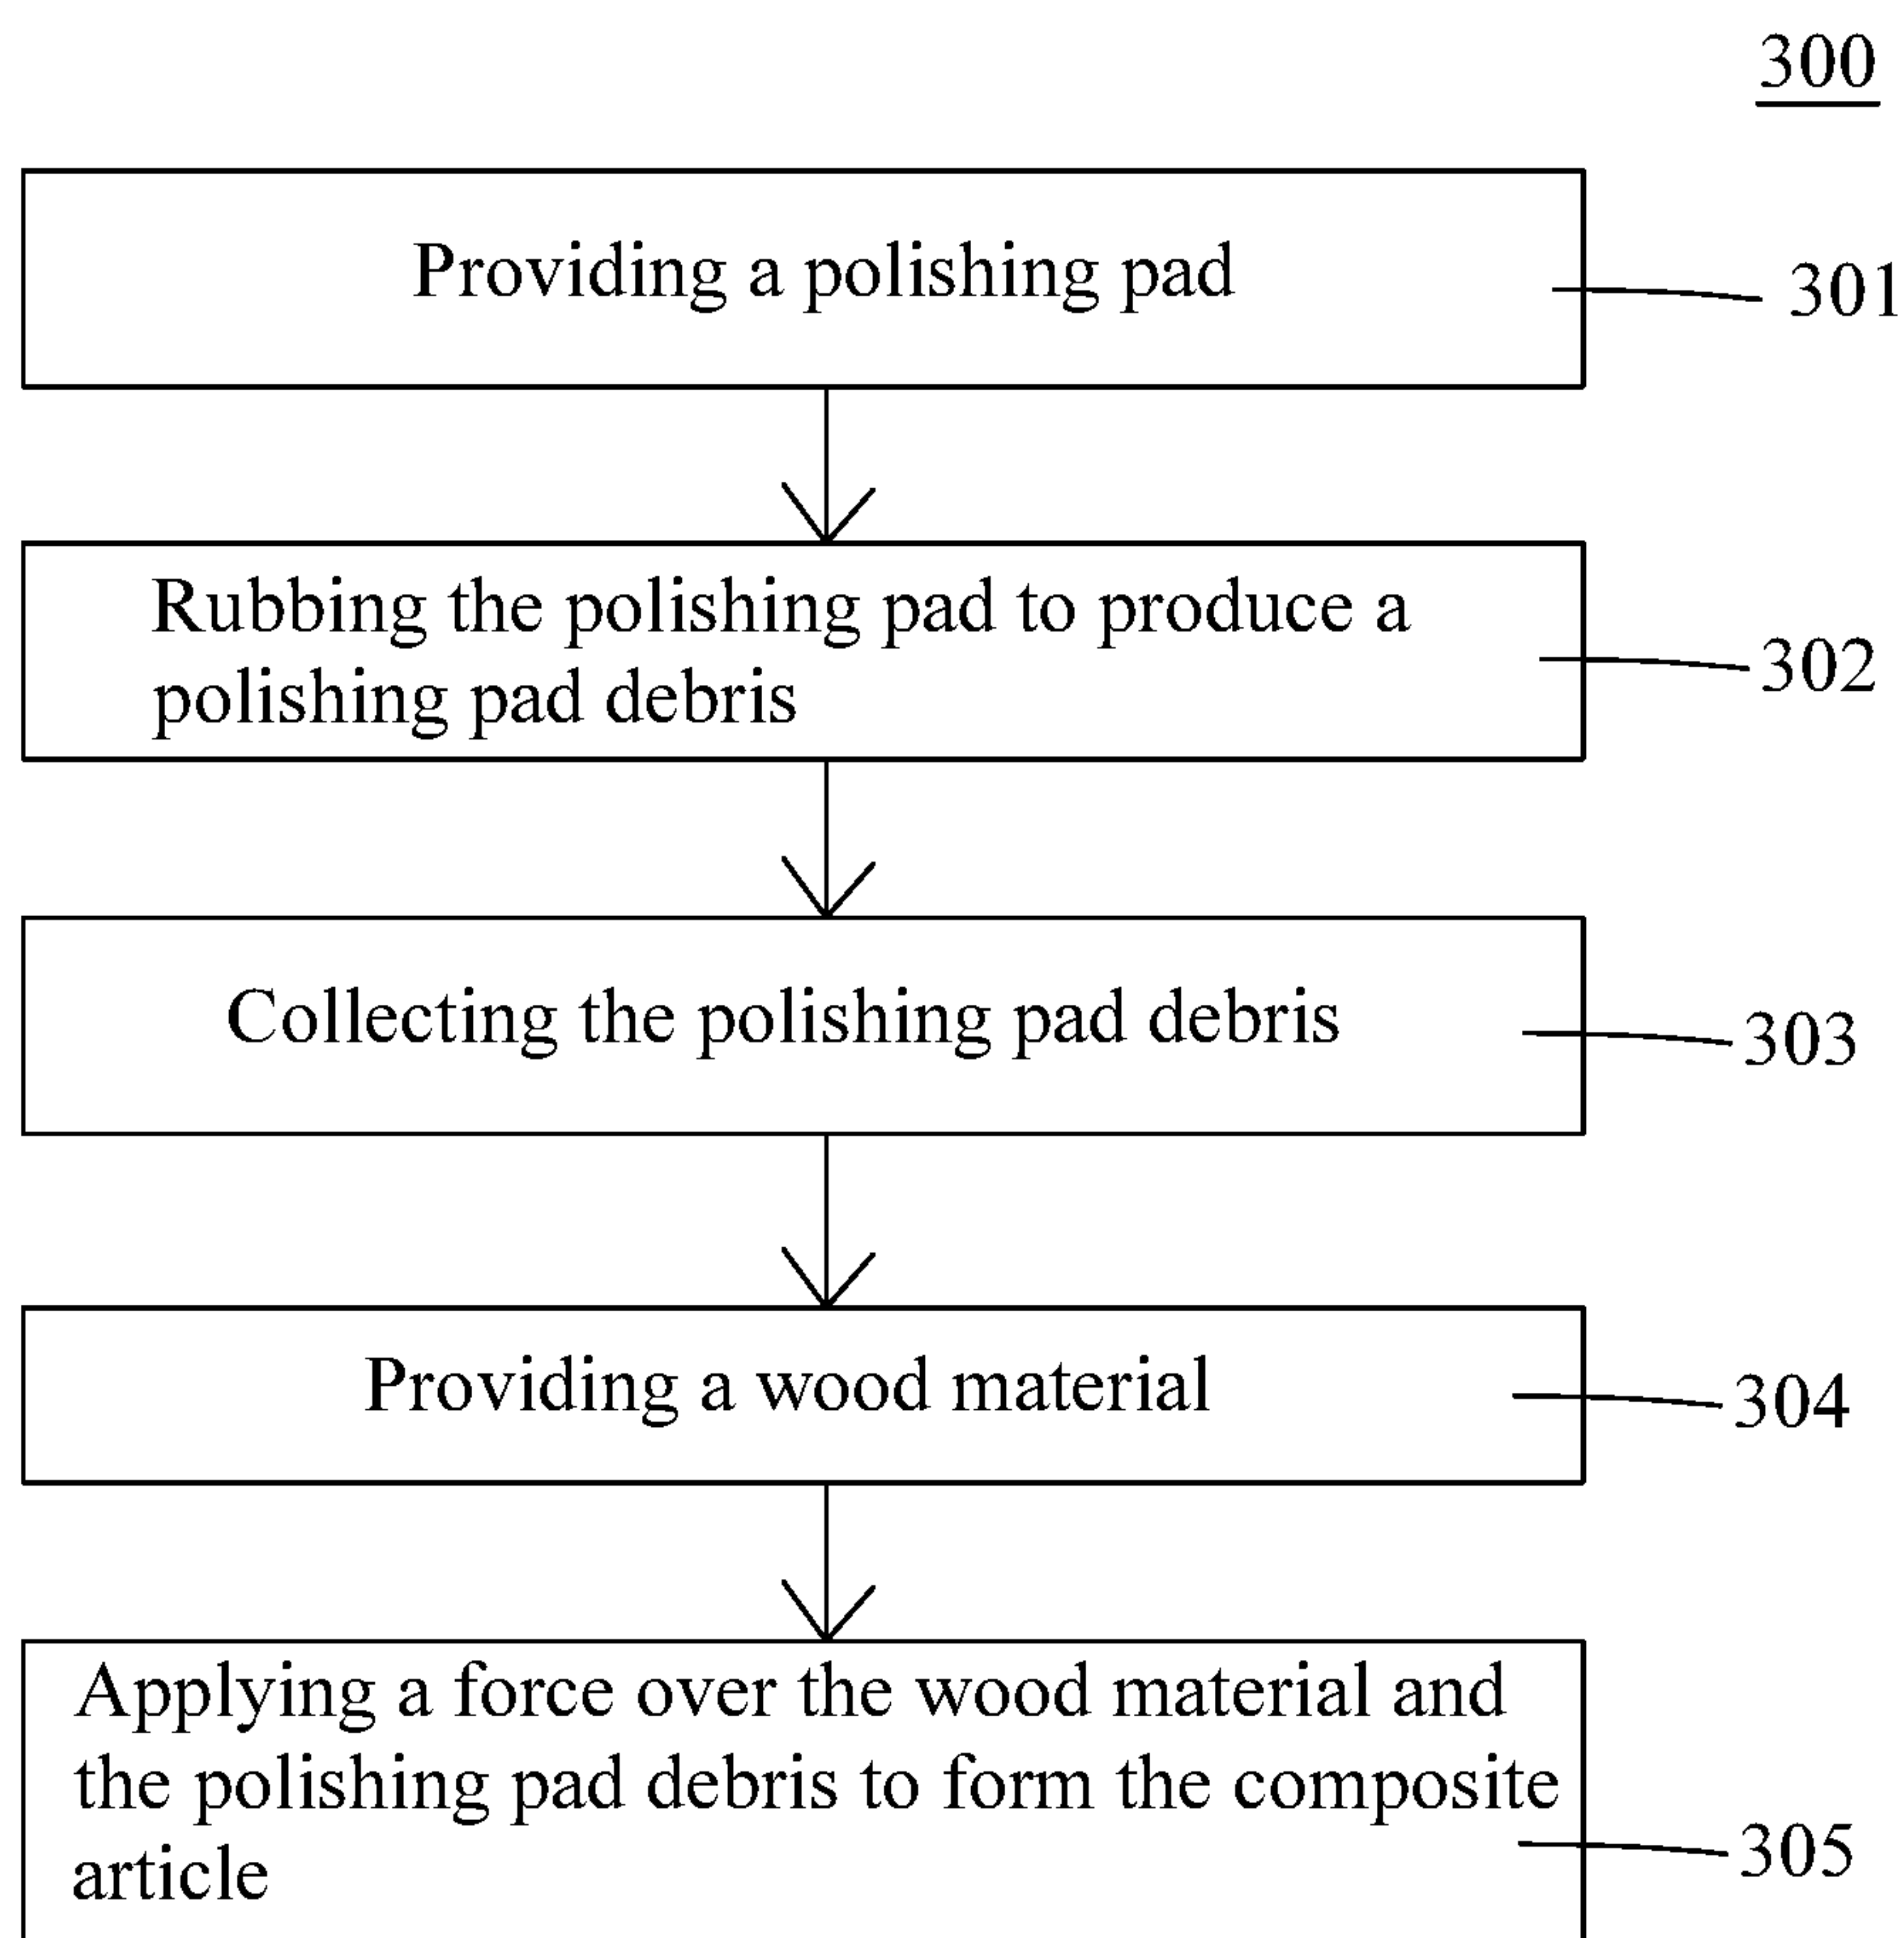 300
Providing a polishing pad
301
Rubbing the polishing pad to produce a
polishing pad debris
302
Collecting the polishing pad debris
303
Providing a wood material
304
Applying a force over the wood material and
the polishing pad debris to form the composite
article
305